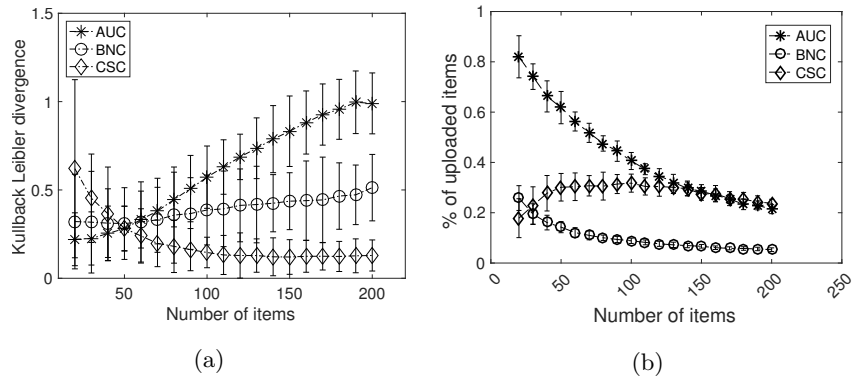 Kullback Leibler divergence
1.5
1
0.5
0
AUC
BNC
CSC
50
100
150
200
Number of items
(a)
% of uploaded items
1
0.8
0.6
0.4
0.2
0
AUC
BNC
CSC
0
50
100
150
200
250
Number of items
(b)